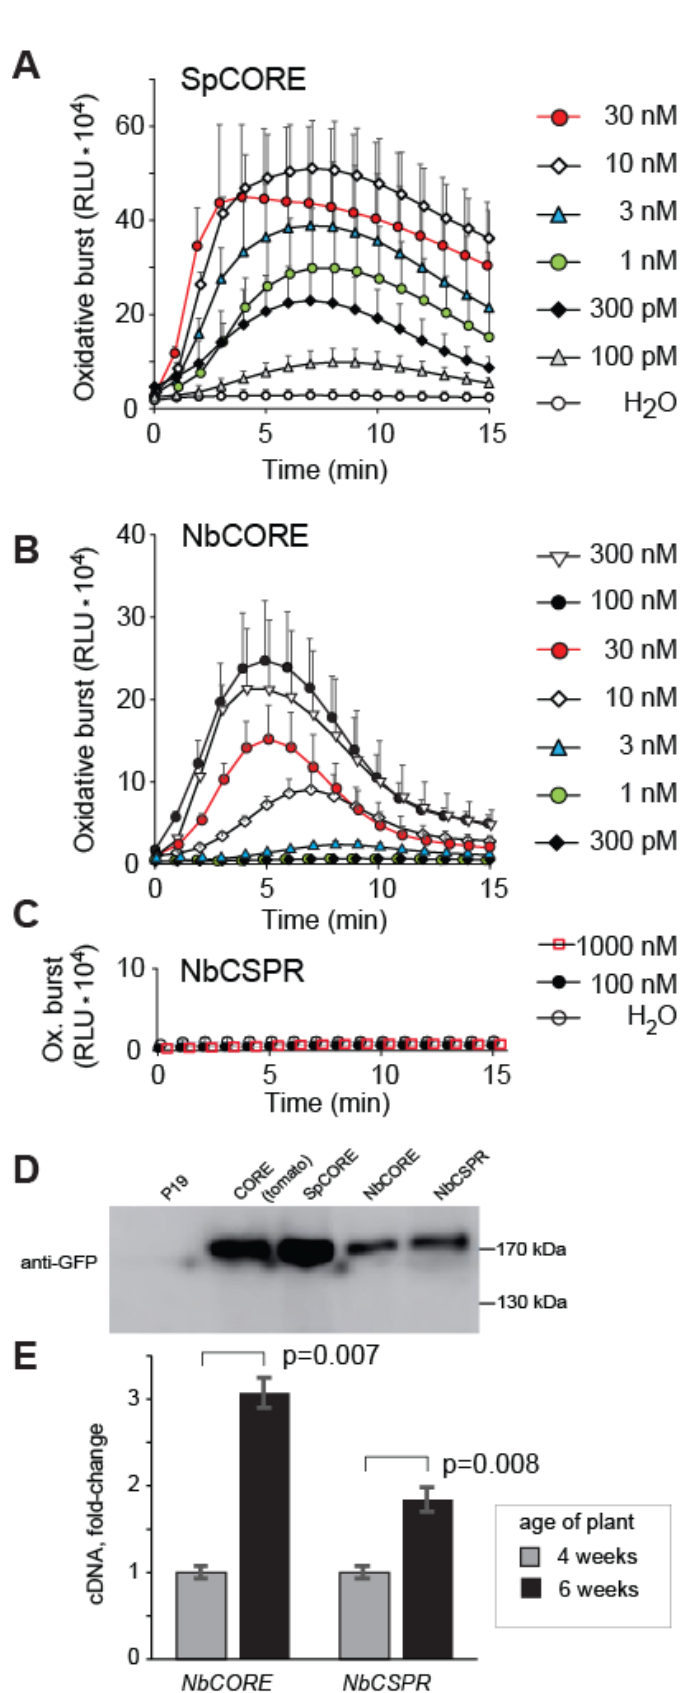 A
SpCORE
Oxidative burst (RLU * 10⁴)
60
40
20
0
0 5 10 15
Time (min)
30 nM
10 nM
3 nM
1 nM
300 pM
100 pM
H₂O
B
NbCORE
Oxidative burst (RLU * 10⁴)
40
30
20
10
0
0 5 10 15
Time (min)
300 nM
100 nM
30 nM
10 nM
3 nM
1 nM
300 pM
C
NbCSPR
Ox. burst
(RLU * 10⁴)
10
0
0 5 10 15
Time (min)
1000 nM
100 nM
H₂O
D
P19
CORE
(tomato)
SpCORE
NbCORE
NbCSPR
anti-GFP
170 kDa
130 kDa
E
cDNA, fold-change
3
2
1
0
p=0.007
p=0.008
NbCORE NbCSPR
age of plant
4 weeks
6 weeks